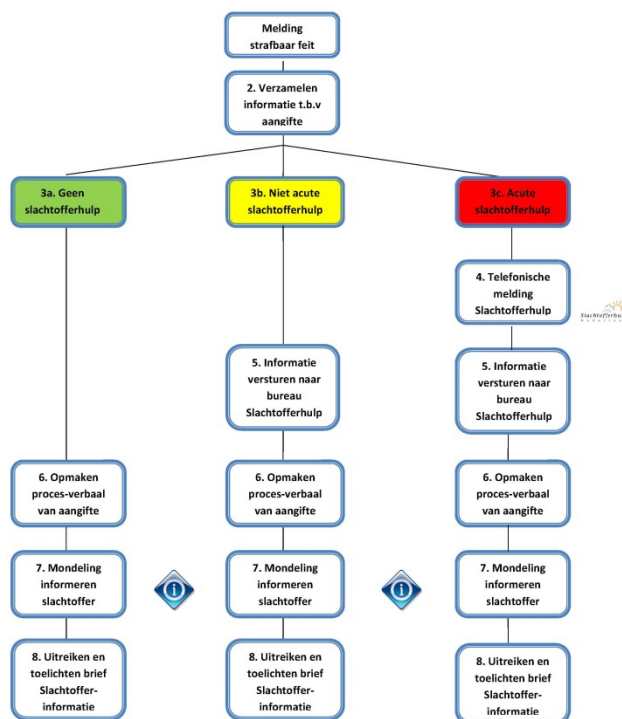 Melding
strafbaar feit
2. Verzamelen
informatie t.b.v
aangifte
3a. Geen
slachtofferhulp
3b. Niet acute
slachtofferhulp
3c. Acute
slachtofferhulp
4. Telefonische
melding
Slachtofferhulp
Slachtofferhu
5. Informatie
versturen naar
bureau
Slachtofferhulp
5. Informatie
versturen naar
bureau
Slachtofferhulp
6. Opmaken
proces-verbaal
van aangifte
6. Opmaken
proces-verbaal
van aangifte
6. Opmaken
proces-verbaal
van aangifte
7. Mondeling
informeren
slachtoffer
7. Mondeling
informeren
slachtoffer
7. Mondeling
informeren
slachtoffer
8. Uitreiken en
toelichten brief
Slachtoffer-
informatie
8. Uitreiken en
toelichten brief
Slachtoffer-
informatie
8. Uitreiken en
toelichten brief
Slachtoffer-
informatie